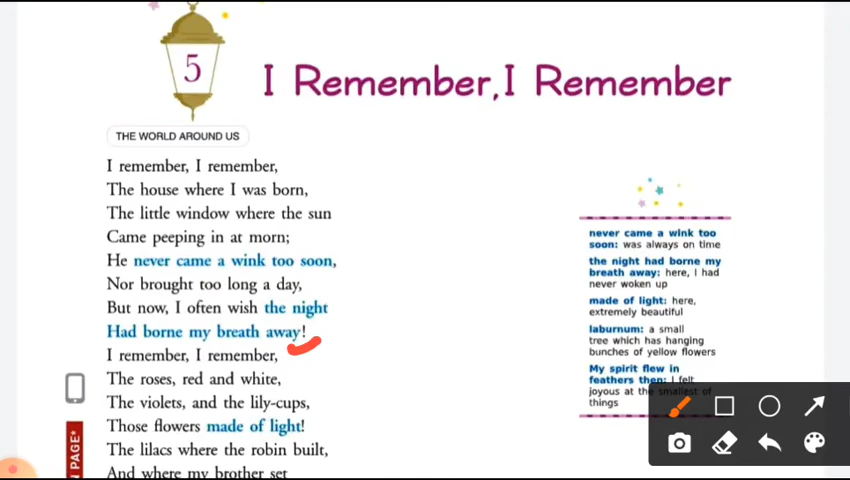 5
I Remember, I Remember
THE WORLD AROUND US
I remember, I remember,
The house where I was born,
The little window where the sun
Came peeping in at morn;
He never came a wink too soon,
Nor brought too long a day,
But now, I often wish the night
Had borne my breath away!
I remember, I remember,
The roses, red and white,
The violets, and the lily-cups,
Those flowers made of light!
The lilacs where the robin built,
And where my brother set
N PAGE*
never came a wink too
soon: was always on time
the night had borne my
breath away: here, I had
never woken up
made of light: here,
extremely beautiful
laburnum: a small
tree which has hanging
bunches of yellow flowers
My spirit flew in
feathers then: I felt
joyous at the smallest of
things